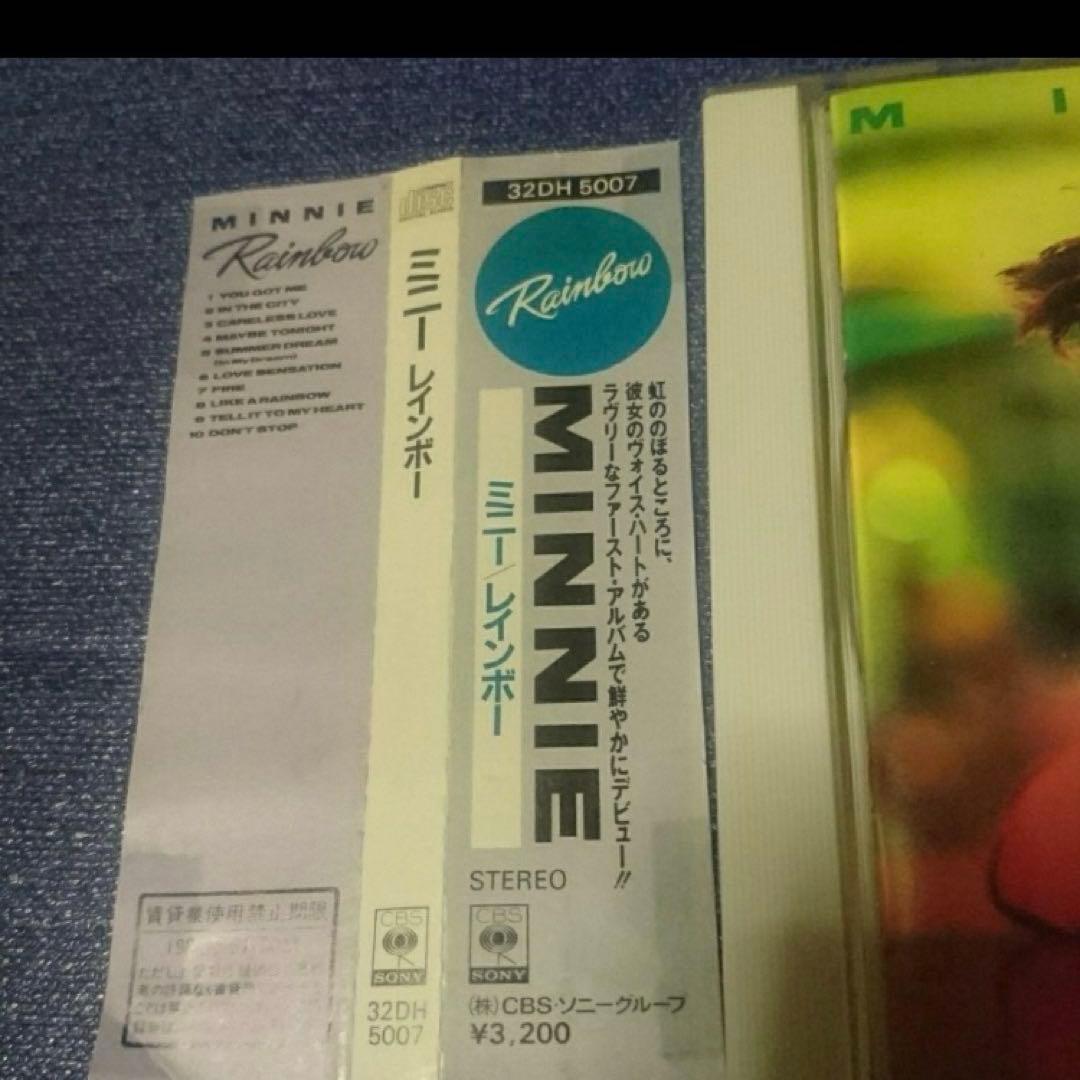 MINNIE
Rainbow
1 YOU GOT ME
2 IN THE CITY
3 CARELESS LOVE
4 MAYBE TONIGHT
5 SUMMER DREAM
(In My Dream)
6 LOVE SENSATION
7 FIRE
8 LIKE A RAINBOW
9 TELL IT TO MY HEART
10 DON'T STOP
賃貸業使用禁止期限
ミニー レインボー
CBS
SONY
32DH
5007
32DH 5007
Rainbow
虹ののぼるところに、
彼女のヴォイス・ハートがある
ラヴリーなファースト・アルバムで鮮やかにデビュー!!
MINNIE
ミニー/レインボー
STEREO
CBS
SONY
(株)CBS・ソニーグループ
¥3,200
M I